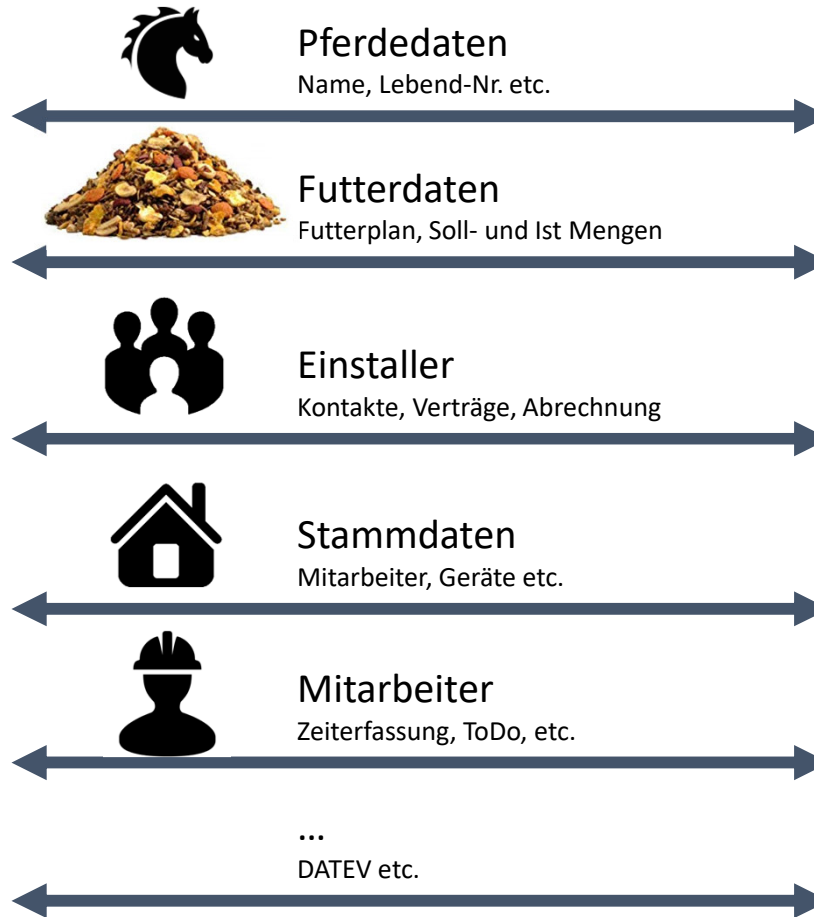 Pferdedaten
Name, Lebend-Nr. etc.
Futterdaten
Futterplan, Soll- und Ist Mengen
Einstaller
Kontakte, Verträge, Abrechnung
Stammdaten
Mitarbeiter, Geräte etc.
Mitarbeiter
Zeiterfassung, ToDo, etc.
...
DATEV etc.